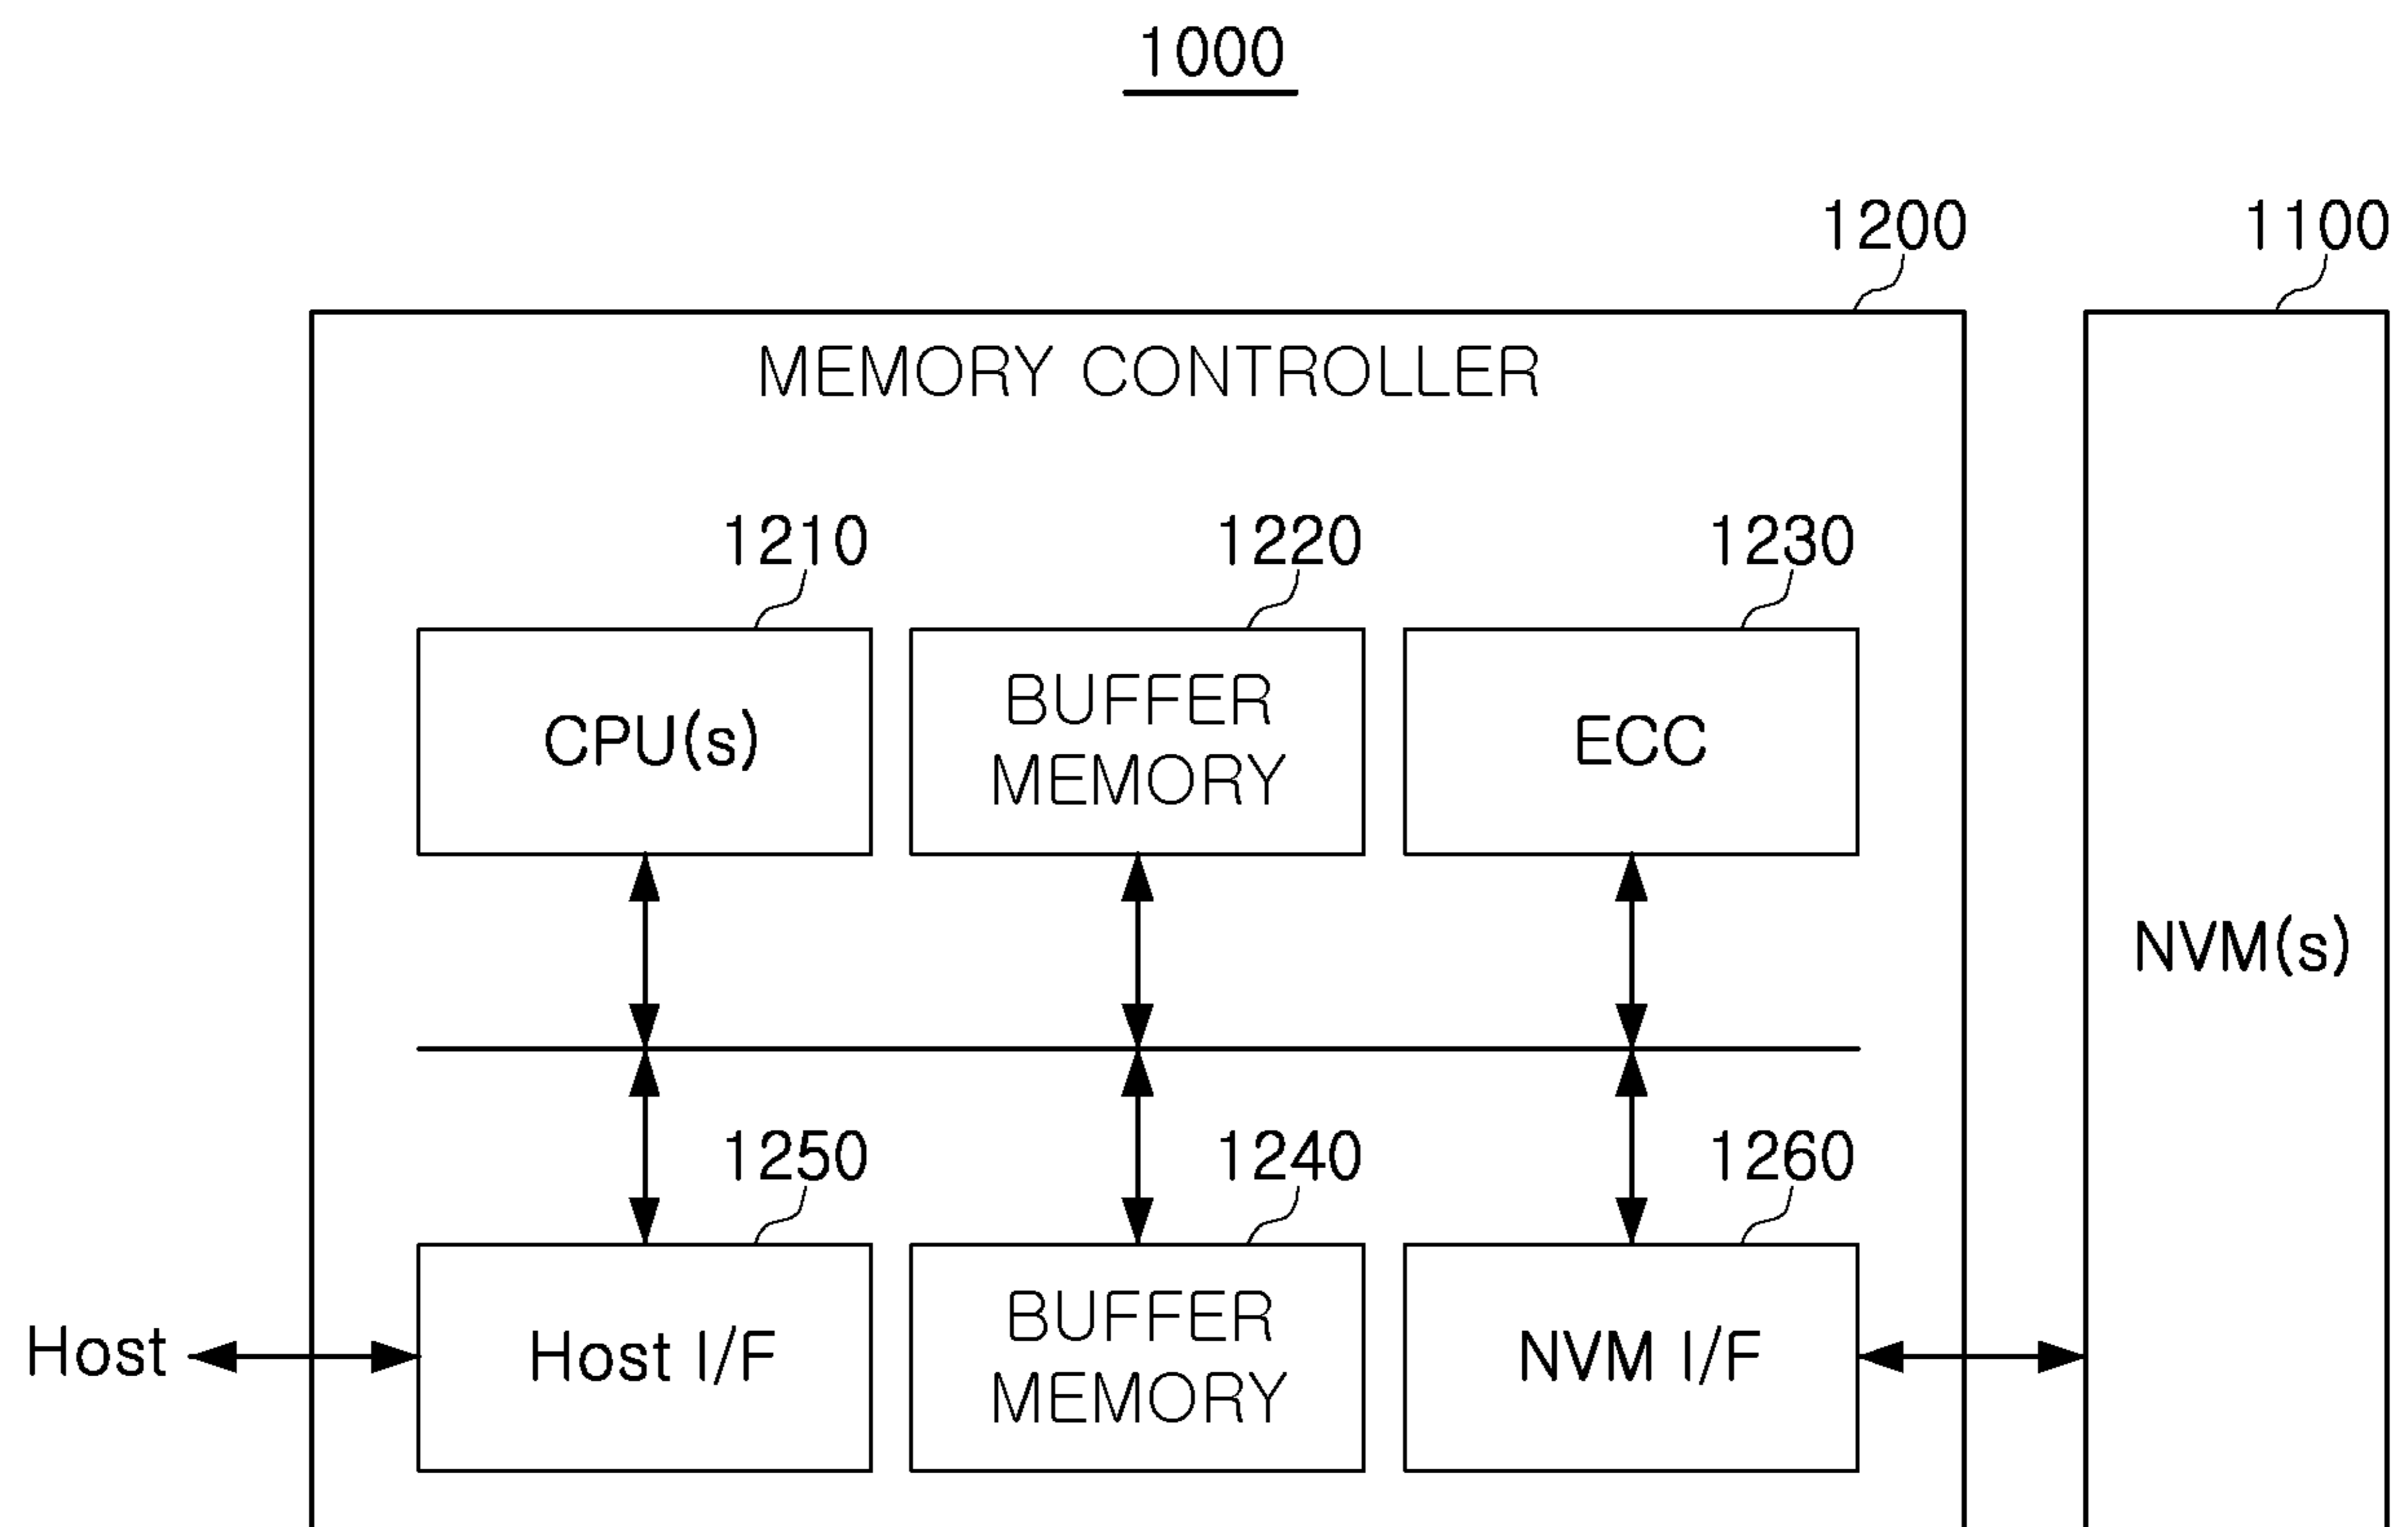 1000
1200
1100
MEMORY CONTROLLER
1210
1220
1230
CPU(s)
BUFFER
MEMORY
ECC
NVM(s)
1250
1240
1260
Host
Host I/F
BUFFER
MEMORY
NVM I/F